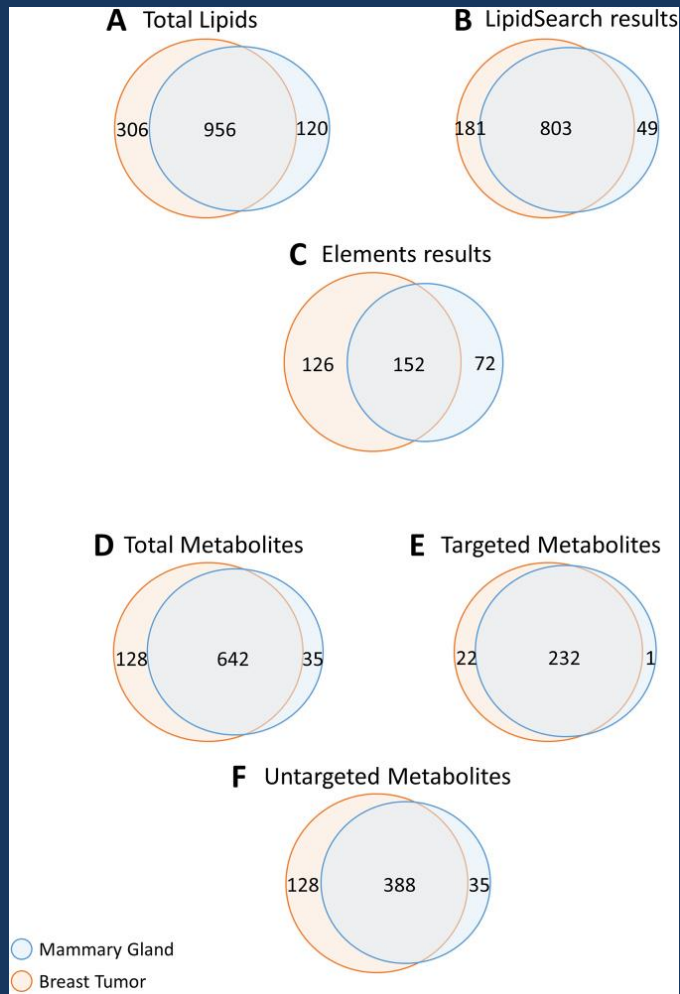 A Total Lipids
306 956 120
B LipidSearch results
181 803 49
C Elements results
126 152 72
D Total Metabolites
128 642 35
E Targeted Metabolites
22 232 1
F Untargeted Metabolites
128 388 35
Mammary Gland
Breast Tumor